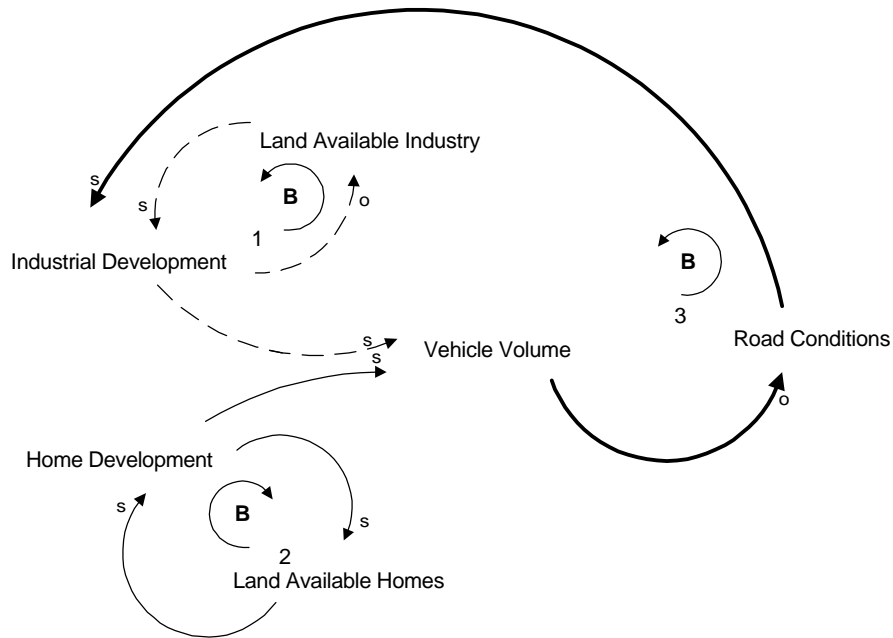 Land Available Industry
s
s
B
o
1
Industrial Development
B
3
s
s
Vehicle Volume
Road Conditions
o
Home Development
s
B
s
2
Land Available Homes